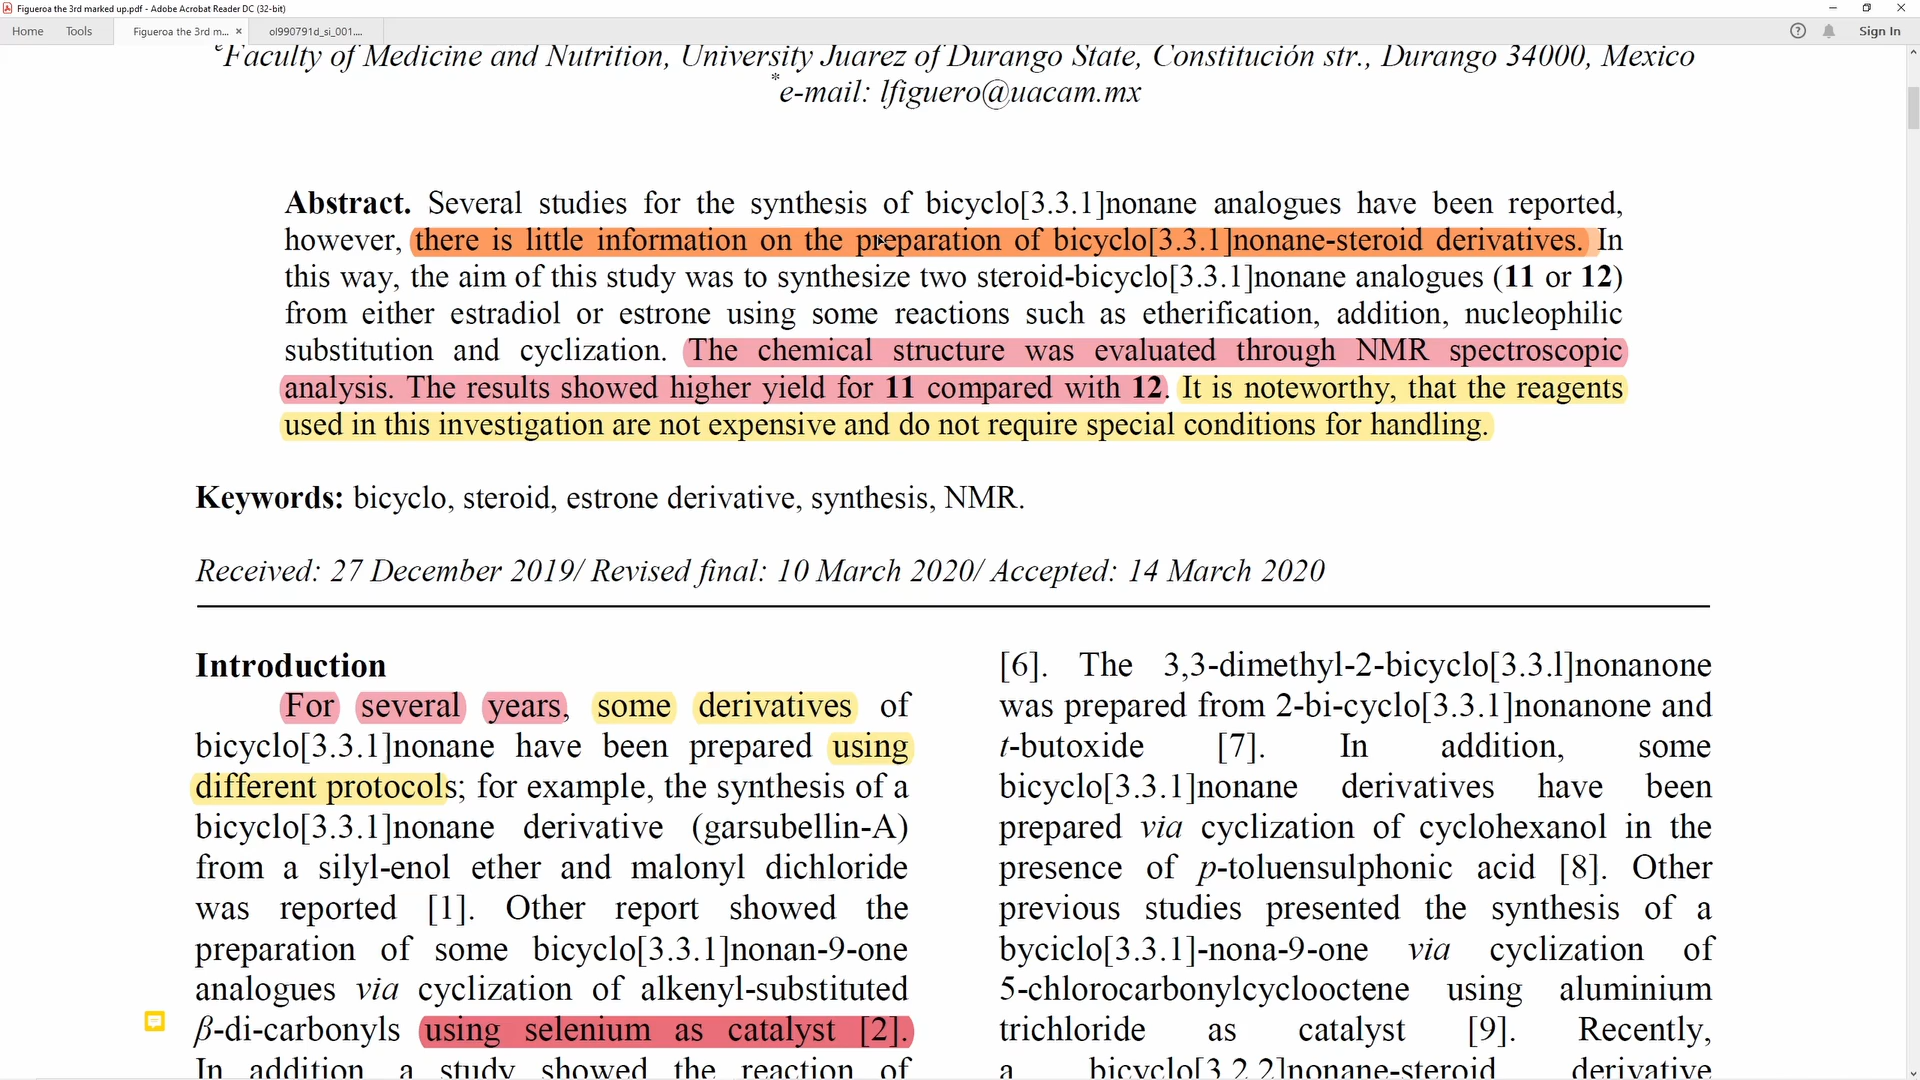 Figueroa the 3rd marked up.pdf - Adobe Acrobat Reader DC (32-bit)
Home
Tools
Figueroa the 3rd m...
ol990791d_si_001....
Sign In
eFaculty of Medicine and Nutrition, University Juarez of Durango State, Constitución str., Durango 34000, Mexico
*e-mail: lfiguero@uacam.mx
Abstract. Several studies for the synthesis of bicyclo[3.3.1]nonane analogues have been reported,
however, there is little information on the preparation of bicyclo[3.3.1]nonane-steroid derivatives. In
this way, the aim of this study was to synthesize two steroid-bicyclo[3.3.1]nonane analogues (11 or 12)
from either estradiol or estrone using some reactions such as etherification, addition, nucleophilic
substitution and cyclization. The chemical structure was evaluated through NMR spectroscopic
analysis. The results showed higher yield for 11 compared with 12. It is noteworthy, that the reagents
used in this investigation are not expensive and do not require special conditions for handling.
Keywords: bicyclo, steroid, estrone derivative, synthesis, NMR.
Received: 27 December 2019/ Revised final: 10 March 2020/ Accepted: 14 March 2020
Introduction
For several years, some derivatives of
bicyclo[3.3.1]nonane have been prepared using
different protocols; for example, the synthesis of a
bicyclo[3.3.1]nonane derivative (garsubellin-A)
from a silyl-enol ether and malonyl dichloride
was reported [1]. Other report showed the
preparation of some bicyclo[3.3.1]nonan-9-one
analogues via cyclization of alkenyl-substituted
β-di-carbonyls using selenium as catalyst [2].
In addition, a study showed the reaction of
[6]. The 3,3-dimethyl-2-bicyclo[3.3.l]nonanone
was prepared from 2-bi-cyclo[3.3.1]nonanone and
t-butoxide [7]. In addition, some
bicyclo[3.3.1]nonane derivatives have been
prepared via cyclization of cyclohexanol in the
presence of p-toluensulphonic acid [8]. Other
previous studies presented the synthesis of a
byciclo[3.3.1]-nona-9-one via cyclization of
5-chlorocarbonylcyclooctene using aluminium
trichloride as catalyst [9]. Recently,
a bicyclo[3.2.2]nonane-steroid derivative